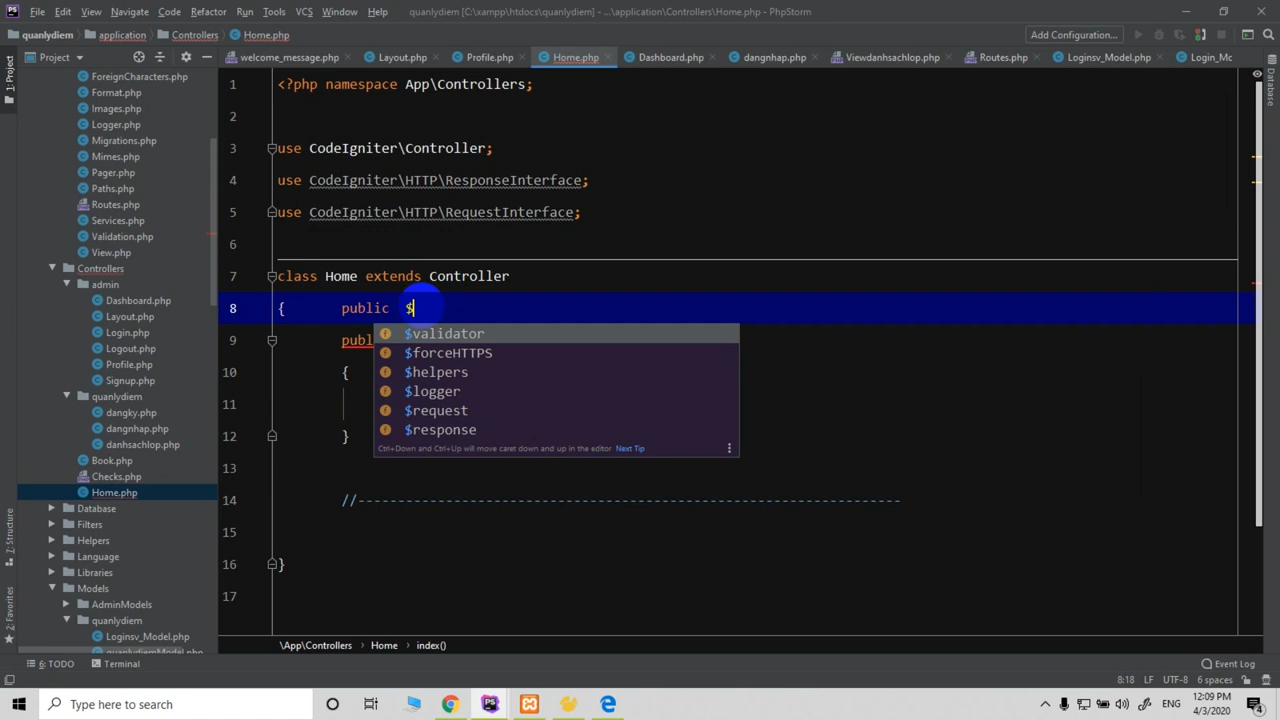 File Edit View Navigate Code Refactor Run Tools VCS Window Help quanlydiem [C:\xampp\htdocs\quanlydiem] - ...\application\Controllers\Home.php - PhpStorm
quanlydiem application Controllers Home.php Add Configuration...
Project
welcome_message.php Layout.php Profile.php Home.php Dashboard.php dangnhap.php Viewdanhsachlop.php Routes.php Loginsv_Model.php Login_Mc
1: Project
Z: Structure
2: Favorites
Database
ForeignCharacters.php
Format.php
Images.php
Logger.php
Migrations.php
Mimes.php
Pager.php
Paths.php
Routes.php
Services.php
Validation.php
View.php
Controllers
admin
Dashboard.php
Layout.php
Login.php
Logout.php
Profile.php
Signup.php
quanlydiem
dangky.php
dangnhap.php
danhsachlop.php
Book.php
Checks.php
Home.php
Database
Filters
Helpers
Language
Libraries
Models
AdminModels
quanlydiem
Loginsv_Model.php
quanlydiemModel.php
1 <?php namespace App\Controllers;
2
3 use CodeIgniter\Controller;
4 use CodeIgniter\HTTP\ResponseInterface;
5 use CodeIgniter\HTTP\RequestInterface;
6
7 class Home extends Controller
8 { public $
9 publ
10 {
11
12 }
13
14 //--------------------------------------------------------------------
15
16 }
17
$validator
$forceHTTPS
$helpers
$logger
$request
$response
Ctrl+Down and Ctrl+Up will move caret down and up in the editor Next Tip
\App\Controllers Home index()
6: TODO Terminal Event Log
8:18 LF UTF-8 6 spaces
Type here to search
ENG 12:09 PM
4/3/2020
4